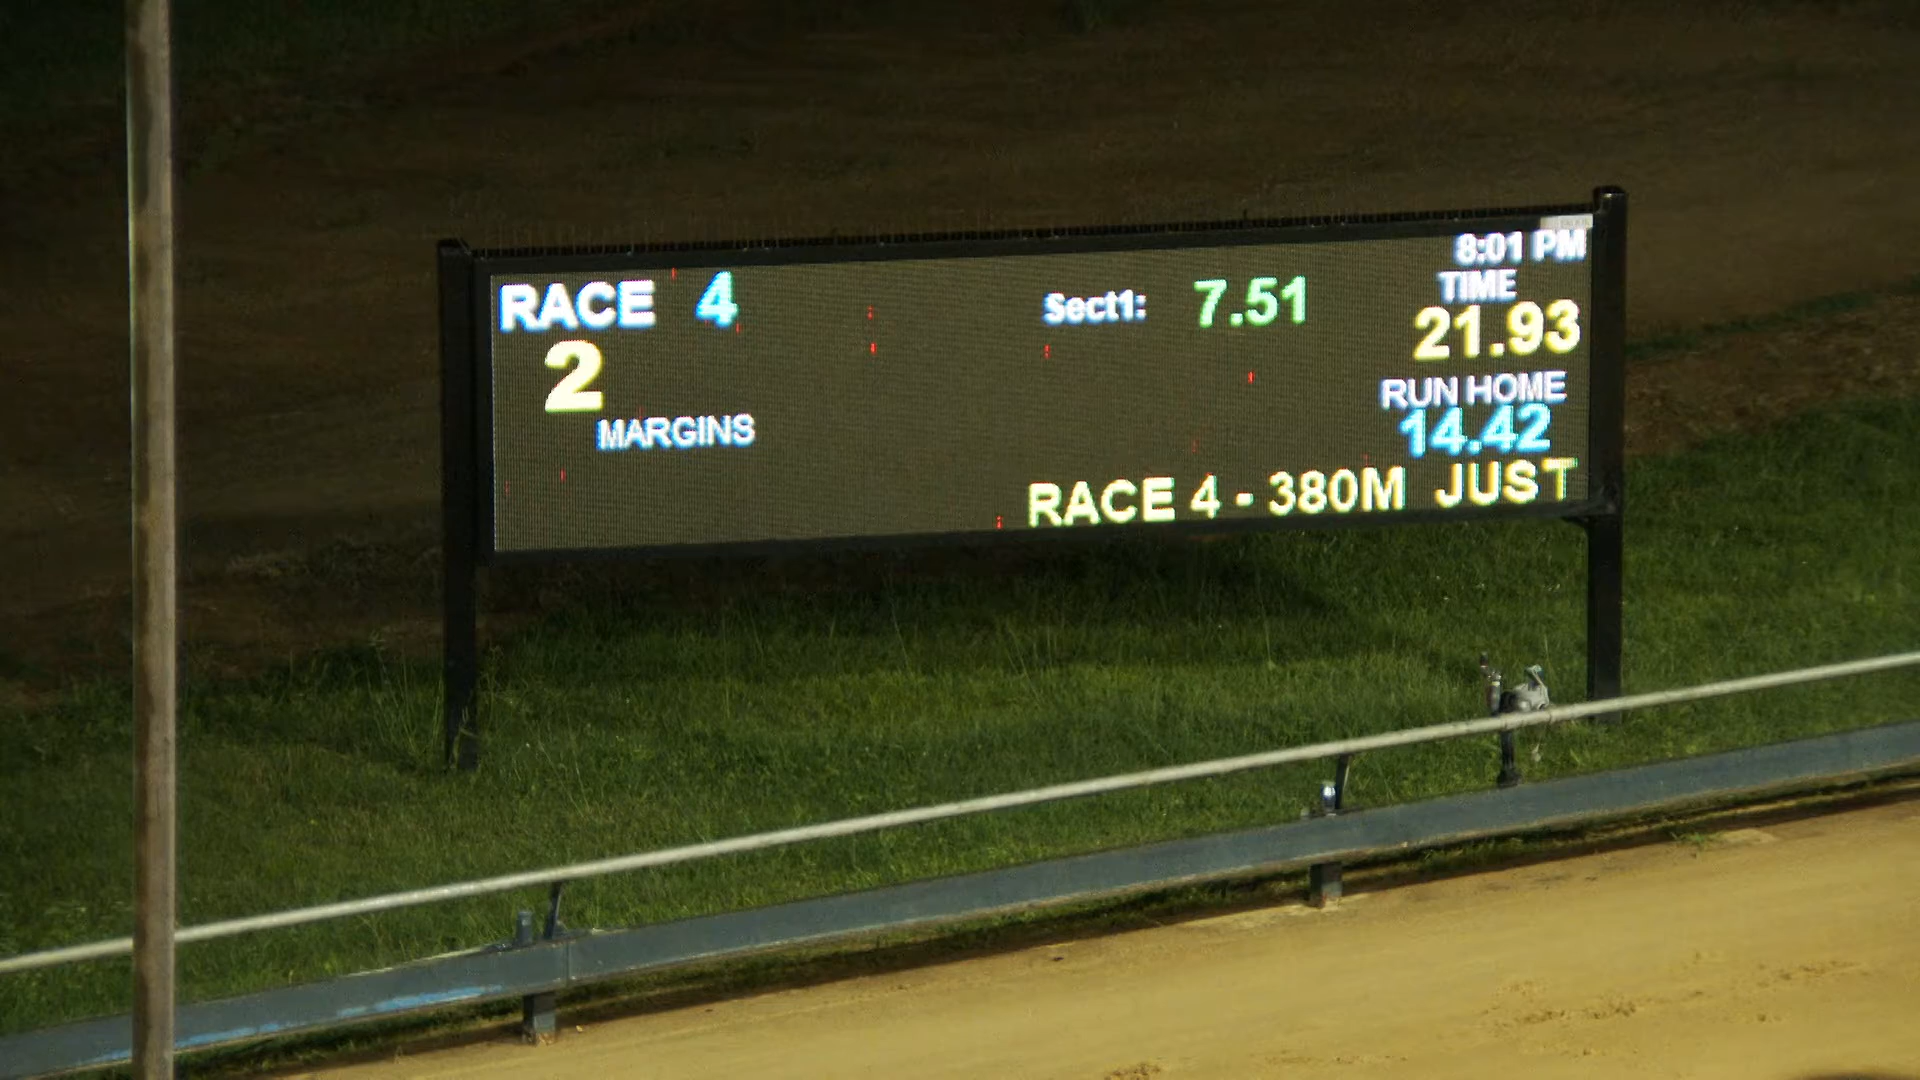 8:01 PM
RACE 4
Sect1: 7.51
TIME
21.93
2
RUN HOME
14.42
MARGINS
RACE 4 - 380M JUST